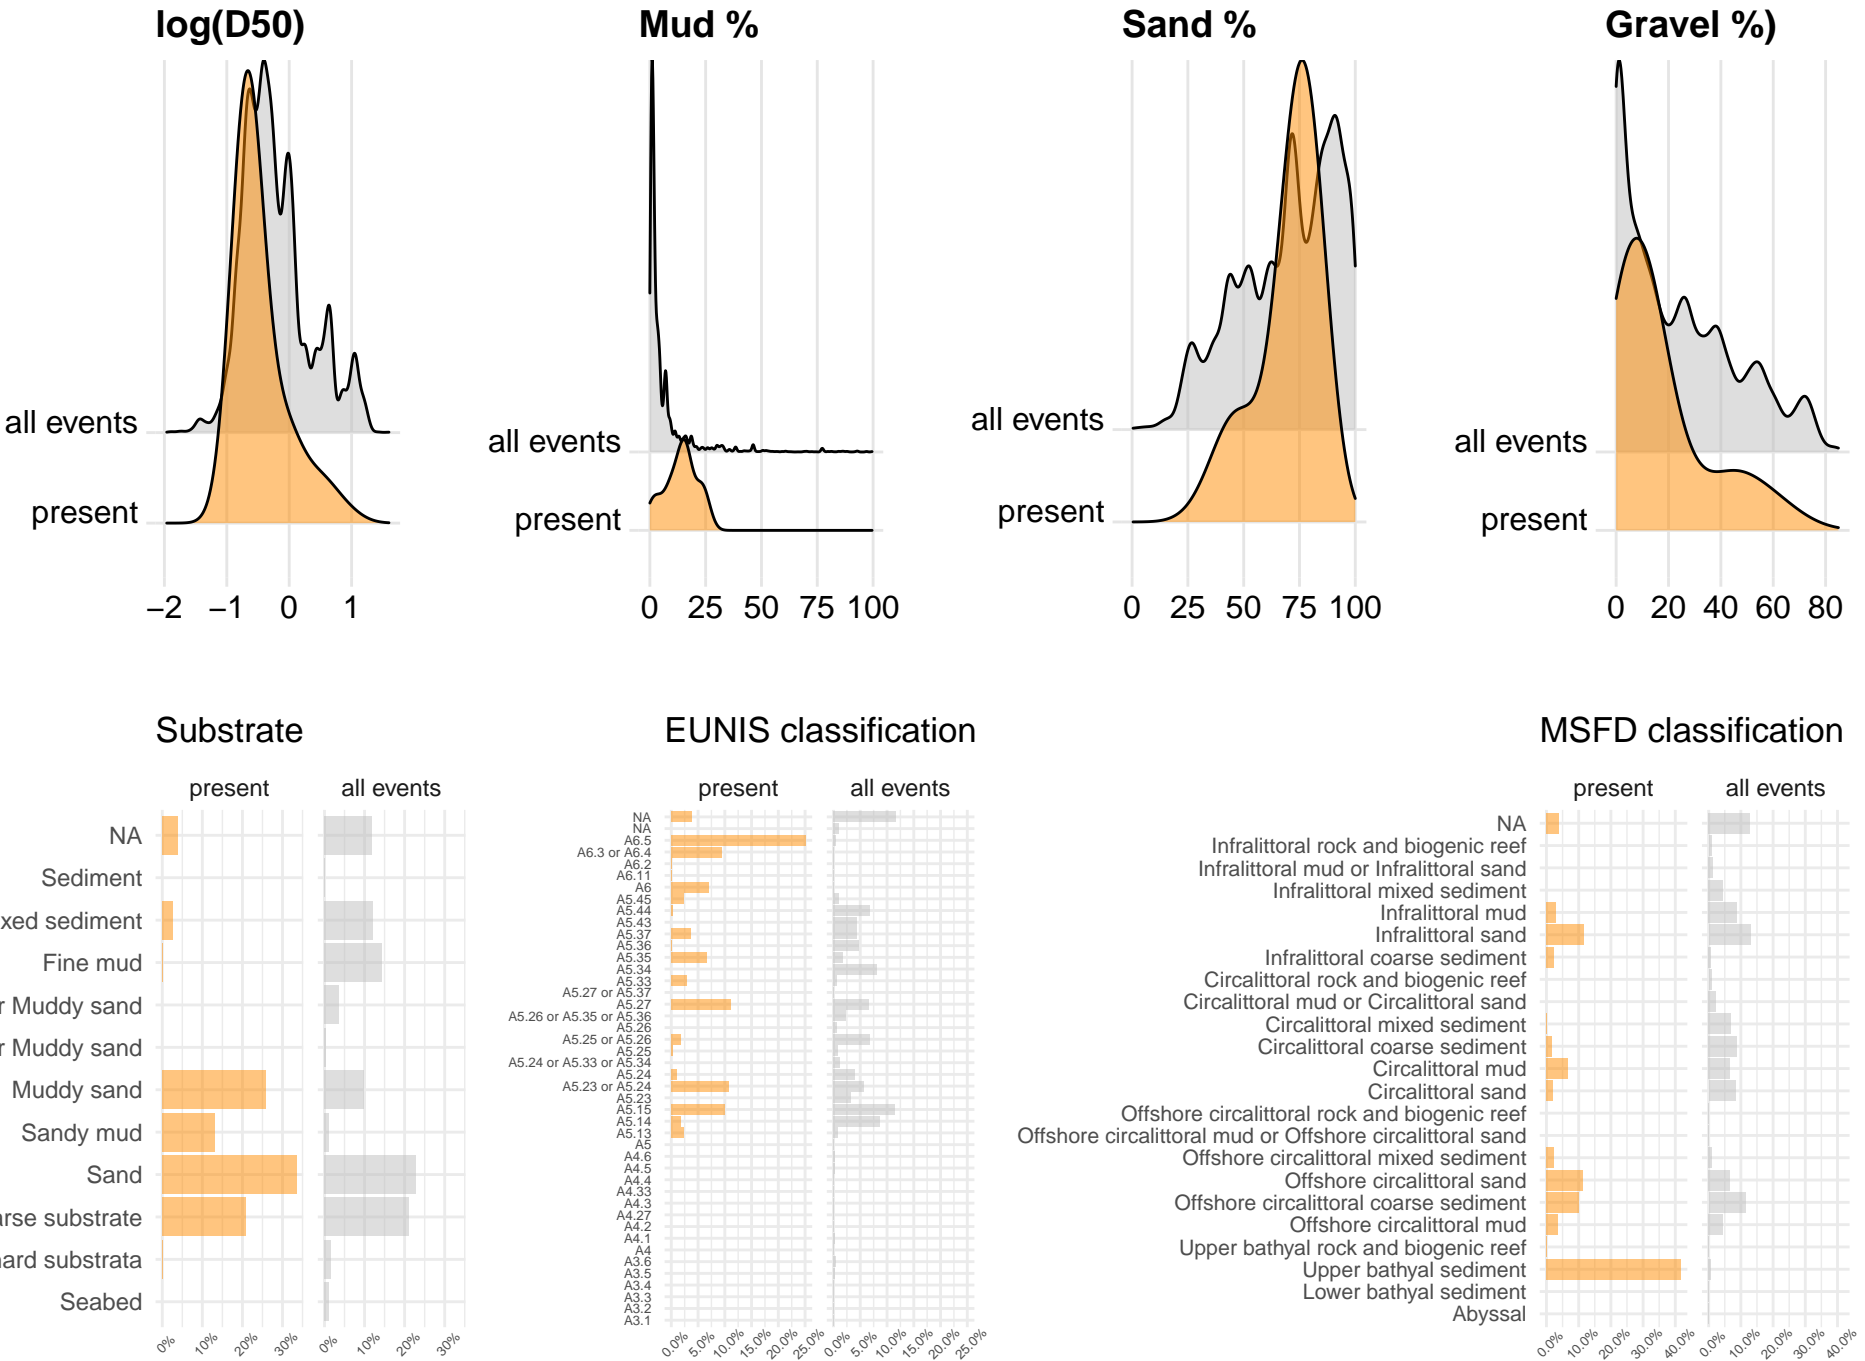 log(D50)
Mud %
Sand %
Gravel %)
all events
present
−2 −1 0 1
all events
present
0 25 50 75 100
all events
present
0 25 50 75 100
all events
present
0 20 40 60 80
Substrate
present all events
NA
Sediment
xed sediment
Fine mud
r Muddy sand
r Muddy sand
Muddy sand
Sandy mud
Sand
arse substrate
hard substrata
Seabed
0% 10% 20% 30% 0% 10% 20% 30%
EUNIS classification
present all events
NA
NA
A6.5
A6.3 or A6.4
A6.2
A6.11
A6
A5.45
A5.44
A5.43
A5.37
A5.36
A5.35
A5.34
A5.33
A5.27 or A5.37
A5.27
A5.26 or A5.35 or A5.36
A5.26
A5.25 or A5.26
A5.25
A5.24 or A5.33 or A5.34
A5.24
A5.23 or A5.24
A5.23
A5.15
A5.14
A5.13
A5
A4.6
A4.5
A4.4
A4.33
A4.3
A4.27
A4.2
A4.1
A4
A3.6
A3.5
A3.4
A3.3
A3.2
A3.1
0.0% 5.0% 10.0% 15.0% 20.0% 25.0% 0.0% 5.0% 10.0% 15.0% 20.0% 25.0%
MSFD classification
present all events
NA
Infralittoral rock and biogenic reef
Infralittoral mud or Infralittoral sand
Infralittoral mixed sediment
Infralittoral mud
Infralittoral sand
Infralittoral coarse sediment
Circalittoral rock and biogenic reef
Circalittoral mud or Circalittoral sand
Circalittoral mixed sediment
Circalittoral coarse sediment
Circalittoral mud
Circalittoral sand
Offshore circalittoral rock and biogenic reef
Offshore circalittoral mud or Offshore circalittoral sand
Offshore circalittoral mixed sediment
Offshore circalittoral sand
Offshore circalittoral coarse sediment
Offshore circalittoral mud
Upper bathyal rock and biogenic reef
Upper bathyal sediment
Lower bathyal sediment
Abyssal
0.0% 10.0% 20.0% 30.0% 40.0% 0.0% 10.0% 20.0% 30.0% 40.0%